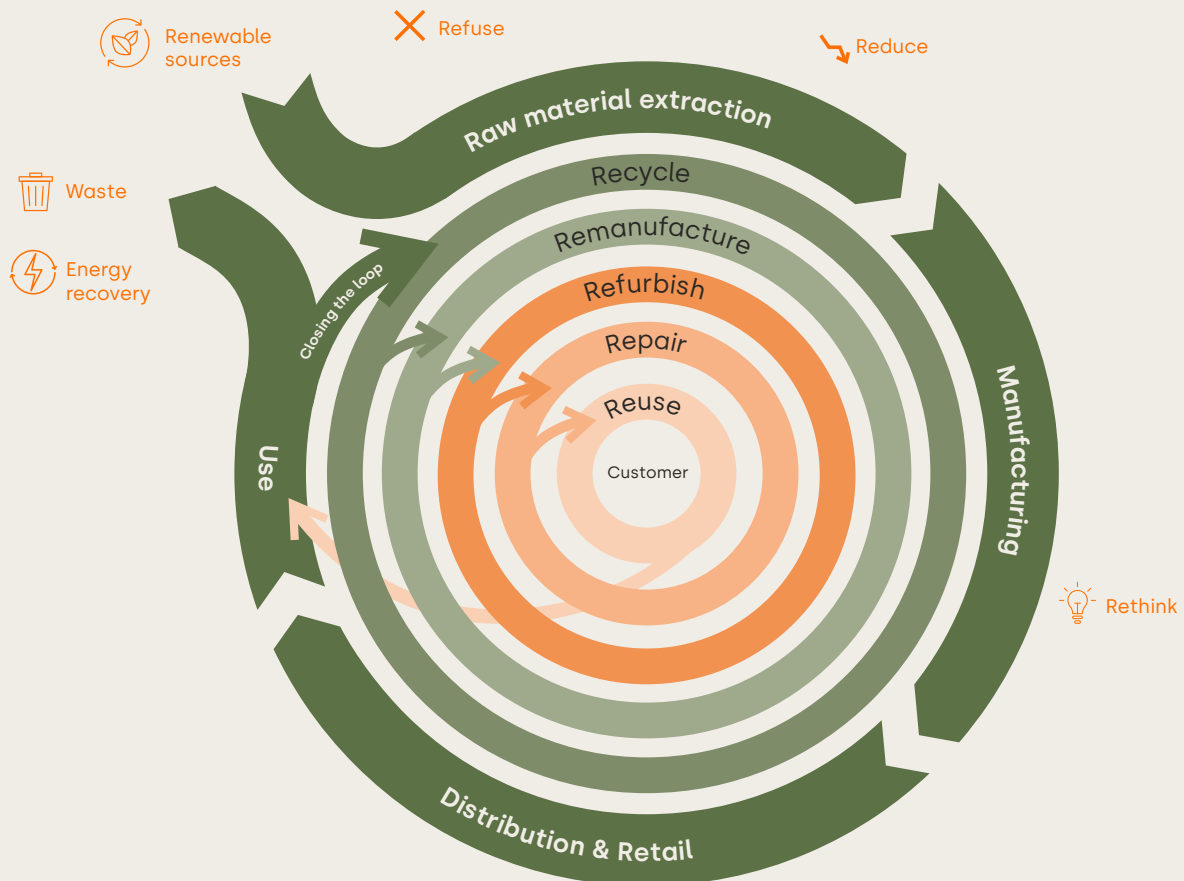 Refuse
Renewable
sources
Reduce
Raw material extraction
Recycle
Waste
Remanufacture
Energy
recovery
Closing the loop
Refurbish
Repair
Reuse
Manufacturing
Use
Customer
Rethink
Distribution & Retail